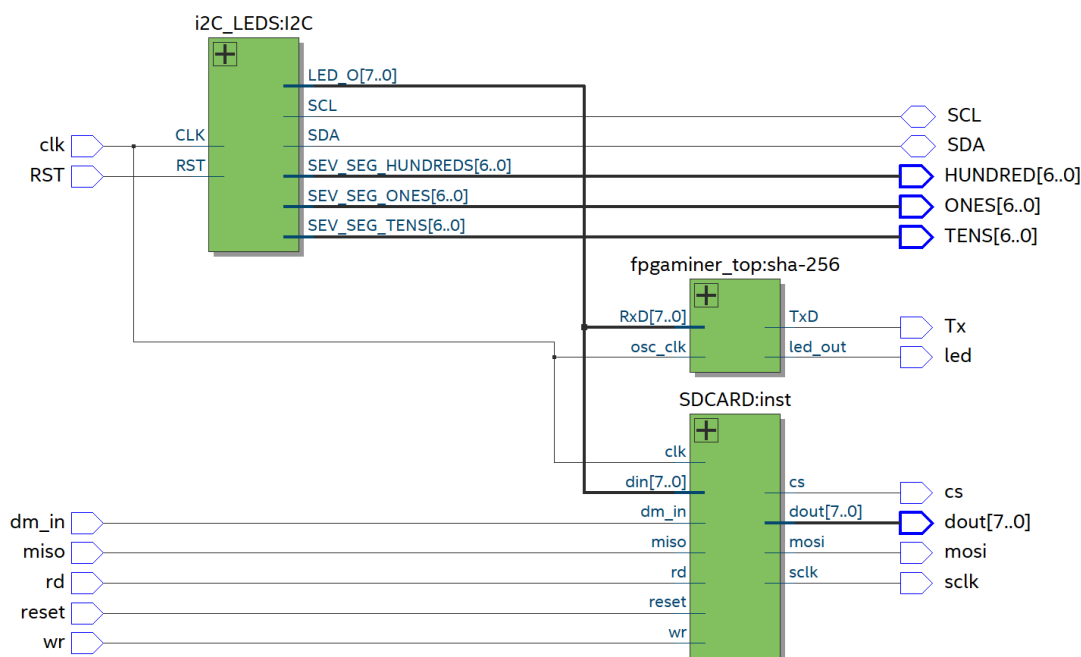 i2C_LEDS:I2C
LED_O[7..0]
SCL
SCL
clk
CLK
SDA
SDA
RST
RST
SEV_SEG_HUNDREDS[6..0]
HUNDRED[6..0]
SEV_SEG_ONES[6..0]
ONES[6..0]
SEV_SEG_TENS[6..0]
TENS[6..0]
fpgaminer_top:sha-256
RxD[7..0]
TxD
Tx
osc_clk
led_out
led
SDCARD:inst
clk
din[7..0]
cs
cs
dm_in
dm_in
dout[7..0]
dout[7..0]
miso
miso
mosi
mosi
rd
rd
sclk
sclk
reset
reset
wr
wr